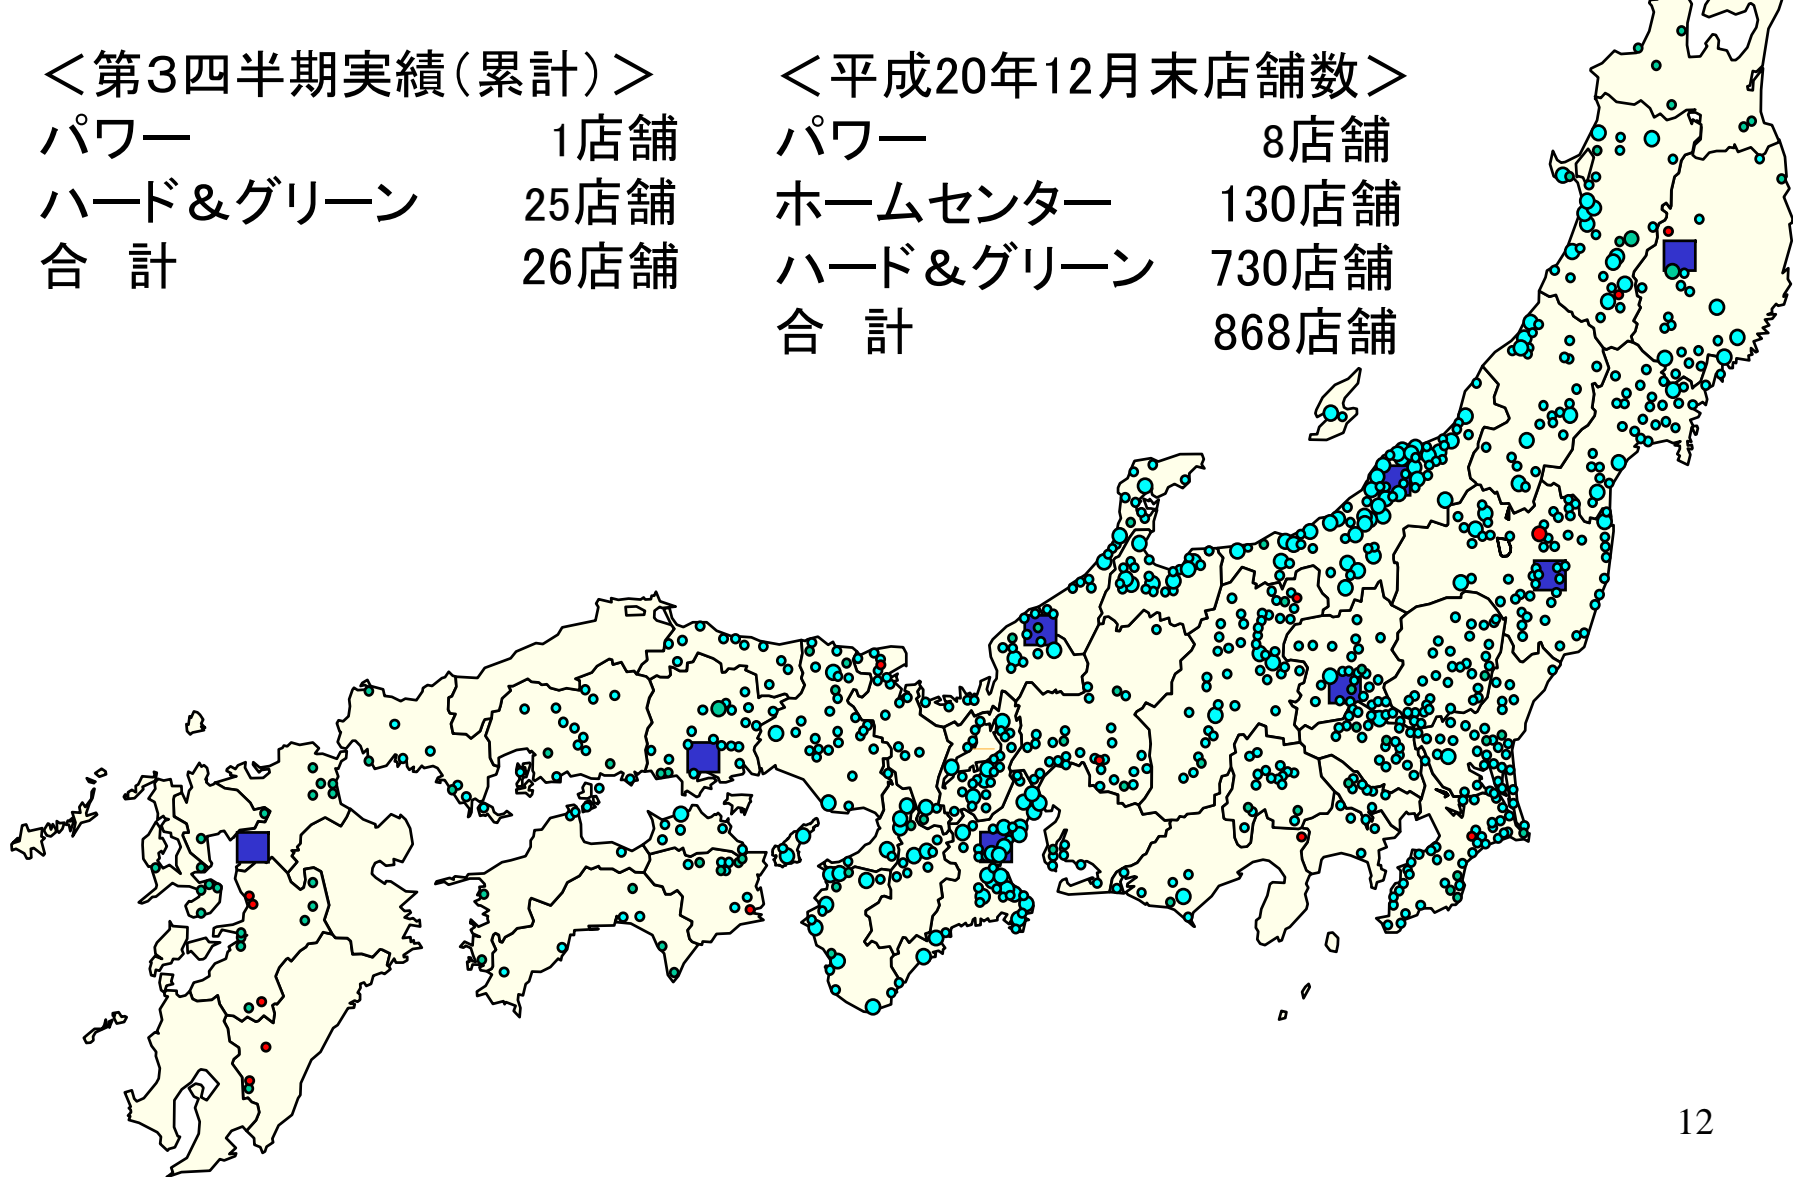 ＜第３四半期実績（累計）＞
パワー 1店舗
ハード＆グリーン 25店舗
合　計 26店舗
＜平成20年12月末店舗数＞
パワー 8店舗
ホームセンター 130店舗
ハード＆グリーン 730店舗
合　計 868店舗
12